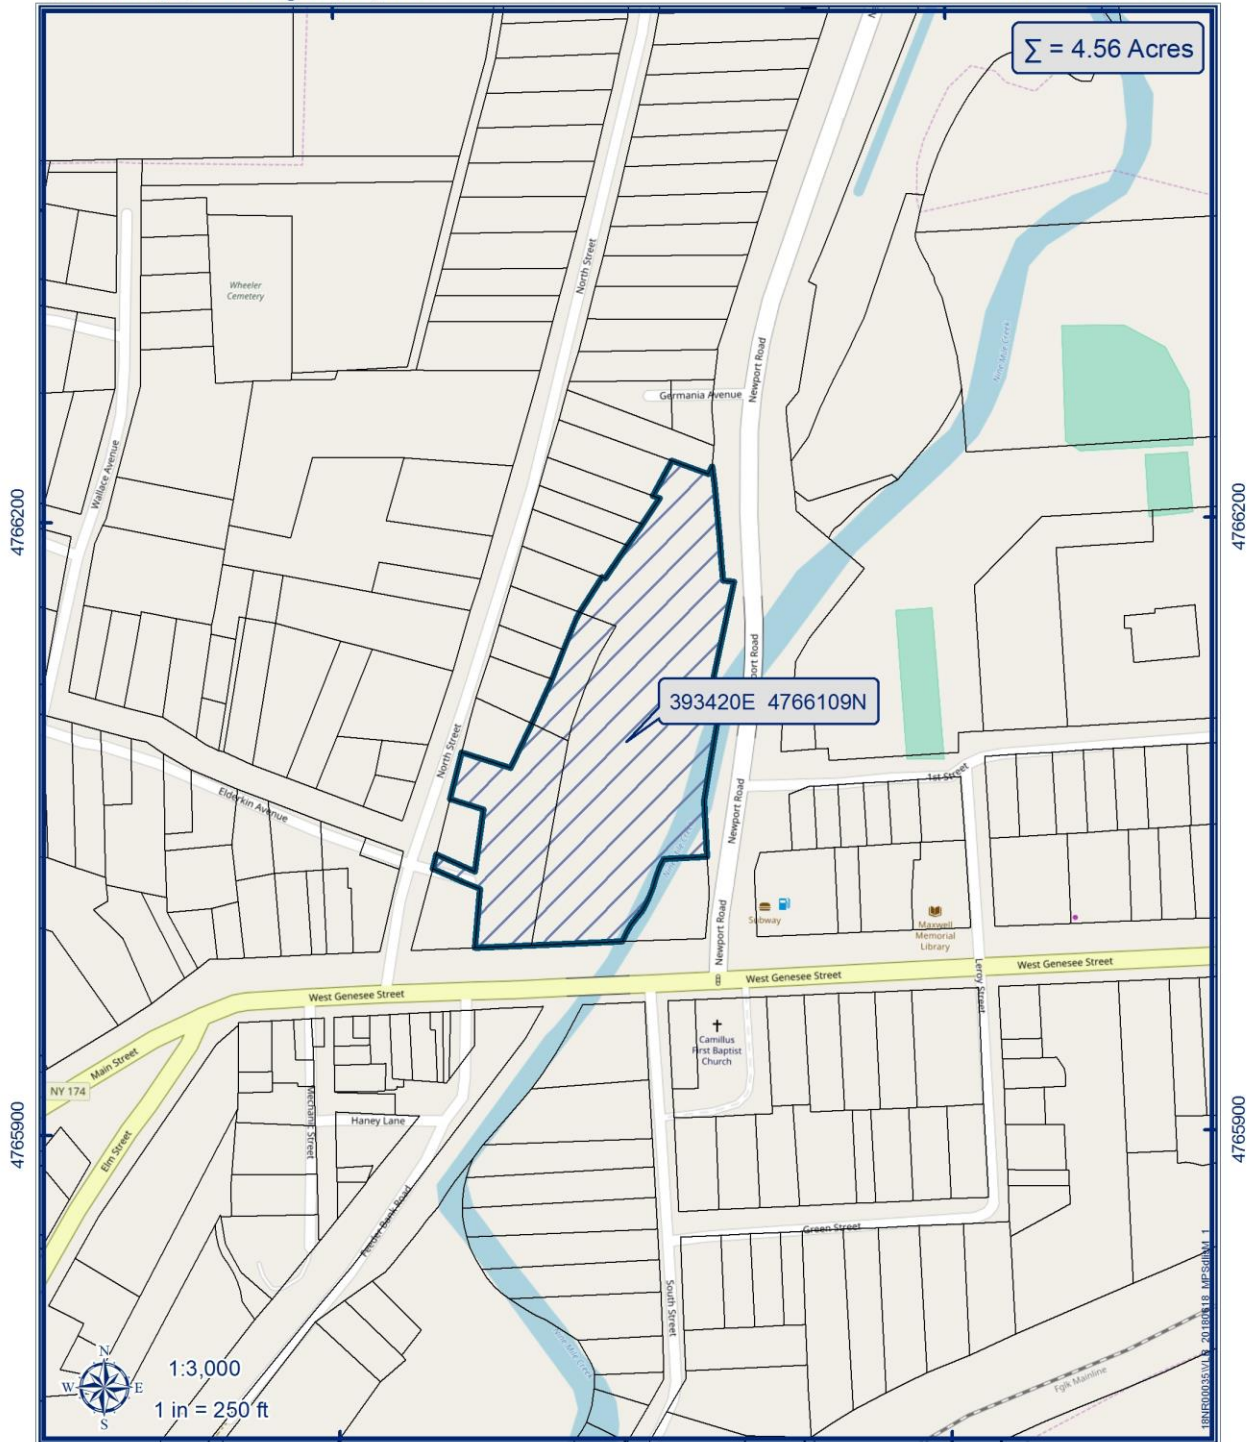 ∑ = 4.56 Acres
North Street
Wheeler
Cemetery
Newport Road
Nine Mile Creek
Germania Avenue
Wallace Avenue
4766200
4766200
393420E 4766109N
North Street
Newport Road
1st Street
Elderkin Avenue
Subway
Maxwell
Memorial
Library
Newport Road
Leroy Street
West Genesee Street
West Genesee Street
West Genesee Street
Camillus
First Baptist
Church
Main Street
NY 174
Mechanic Street
Haney Lane
Elm Street
4765900
4765900
Feeder Bank Road
Green Street
South Street
Nine Mile Creek
Fglk Mainline
N
W
E
S
1:3,000
1 in = 250 ft